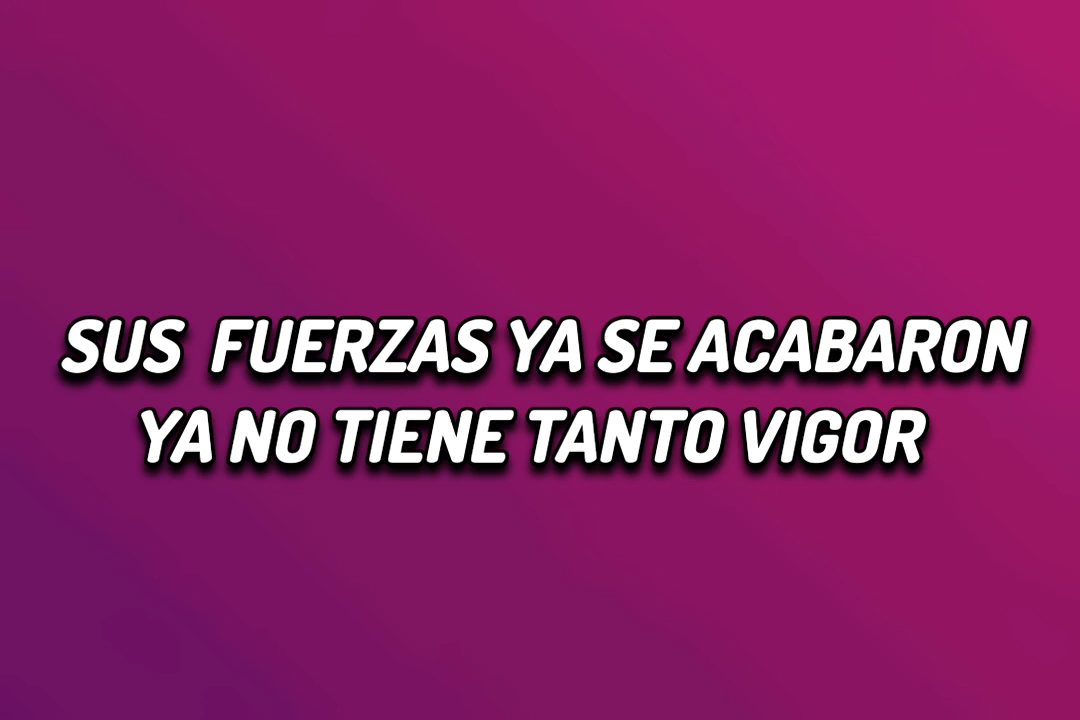 SUS FUERZAS YA SE ACABARON
YA NO TIENE TANTO VIGOR